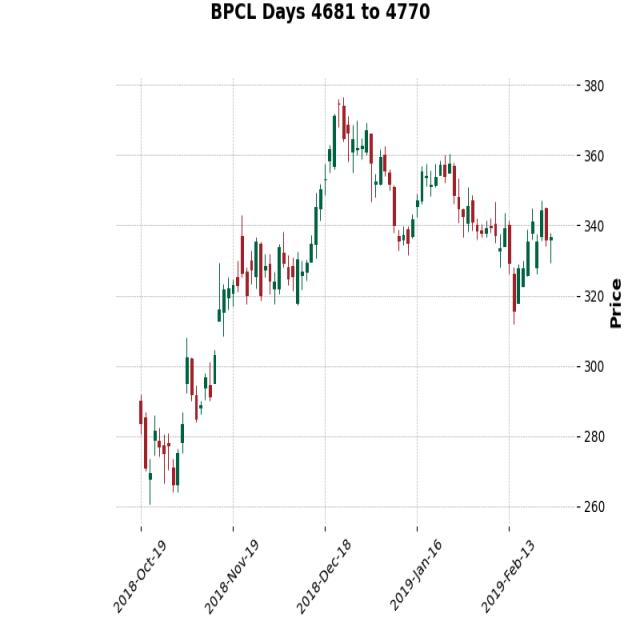 BPCL Days 4681 to 4770
380
360
340
320
300
280
260
Price
2018-Oct-19
2018-Nov-19
2018-Dec-18
2019-Jan-16
2019-Feb-13